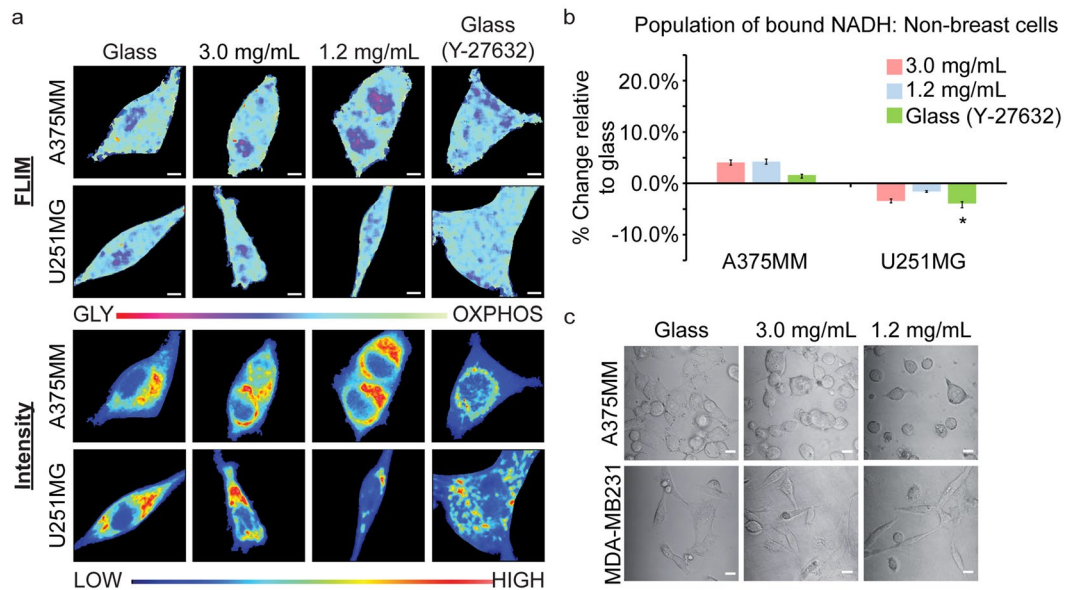 a
Glass
3.0 mg/mL
1.2 mg/mL
Glass
(Y-27632)
FLIM
A375MM
U251MG
GLY
OXPHOS
Intensity
A375MM
U251MG
LOW
HIGH
b
Population of bound NADH: Non-breast cells
% Change relative
to glass
20.0%
10.0%
0.0%
-10.0%
3.0 mg/mL
1.2 mg/mL
Glass (Y-27632)
*
A375MM
U251MG
c
Glass
3.0 mg/mL
1.2 mg/mL
A375MM
MDA-MB231